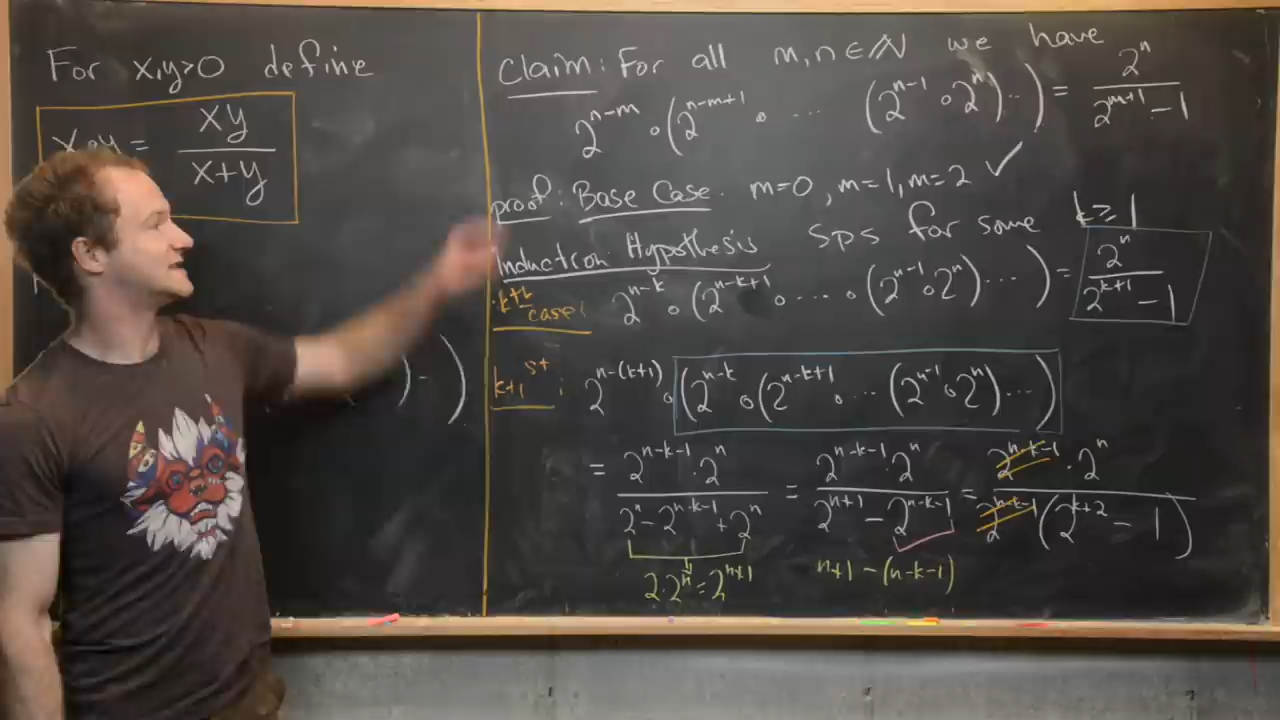 For x,y>0 define
x∘y = xy / (x+y)
) - )
Claim: For all m,n ∈ ℕ we have
2^{n-m} ∘ (2^{n-m+1} ∘ ... (2^{n-1} ∘ 2^n)...) = 2^n / (2^{m+1} - 1)
proof: Base Case. m=0, m=1, m=2 ✓
Induction Hypothesis Sps for some k ≥ 1
k+h case: 2^{n-k} ∘ (2^{n-k+1} ∘ ... ∘ (2^{n-1} ∘ 2^n)...) = 2^n / (2^{k+1} - 1)
k+1^{st}: 2^{n-(k+1)} ∘ (2^{n-k} ∘ (2^{n-k+1} ∘ ... (2^{n-1} ∘ 2^n)...)
= 2^{n-k-1} · 2^n / (2^n - 2^{n-k-1} + 2^n) = 2^{n-k-1} · 2^n / (2^{n+1} - 2^{n-k-1}) = 2^{n-k-1} · 2^n / (2^{n-k-1} (2^{k+2} - 1))
2·2^n = 2^{n+1} n+1 - (n-k-1)